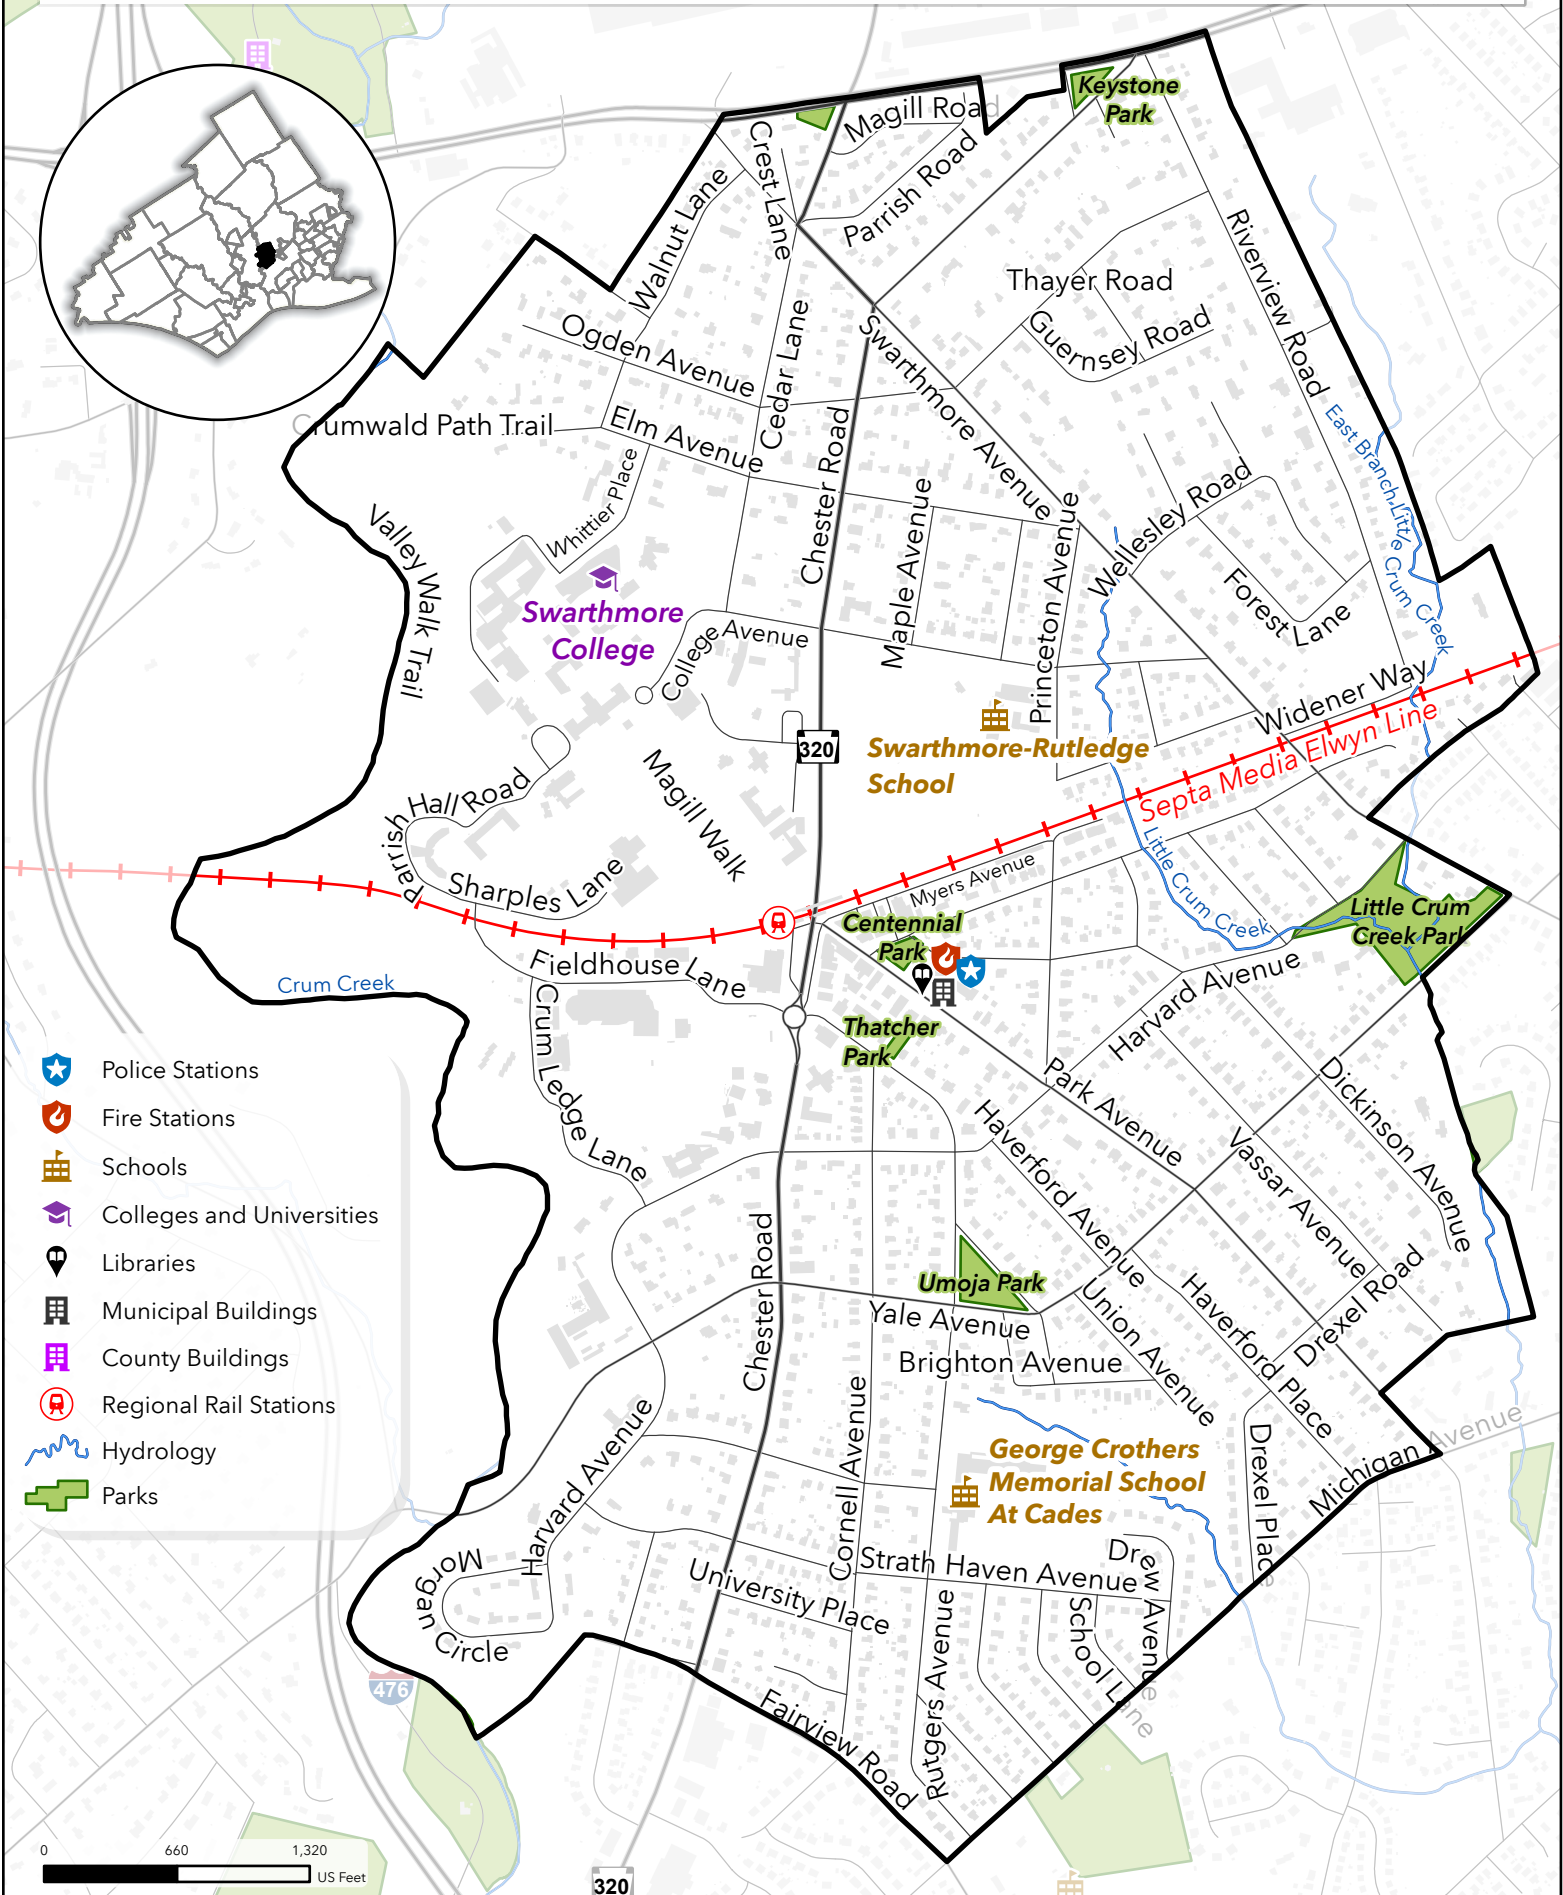 Keystone
Park
Magill Road
Crest Lane
Parrish Road
Walnut Lane
Riverview Road
Thayer Road
Guernsey Road
Ogden Avenue
Cedar Lane
Swarthmore Avenue
Crumwald Path Trail
Elm Avenue
Chester Road
East Branch Little Crum Creek
Whittier Place
Wellesley Road
Maple Avenue
Princeton Avenue
Valley Walk Trail
Swarthmore
College
Forest Lane
College Avenue
Widener Way
Septa Media Elwyn Line
320
Swarthmore-Rutledge
School
Magill Walk
Parrish Hall Road
Sharples Lane
Myers Avenue
Little Crum Creek
Little Crum
Creek Park
Centennial
Park
Fieldhouse Lane
Crum Creek
Harvard Avenue
Thatcher
Park
Crum Ledge Lane
Park Avenue
Dickinson Avenue
Haverford Avenue
Vassar Avenue
Police Stations
Fire Stations
Schools
Colleges and Universities
Libraries
Municipal Buildings
County Buildings
Regional Rail Stations
Hydrology
Parks
Chester Road
Umoja Park
Yale Avenue
Union Avenue
Haverford Place
Drexel Road
Brighton Avenue
Cornell Avenue
Harvard Avenue
George Crothers
Memorial School
At Cades
Drexel Place
Michigan Avenue
Morgan Circle
University Place
Strath Haven Avenue
Drew Avenue
School Lane
Rutgers Avenue
Fairview Road
476
0 660 1,320
US Feet
320